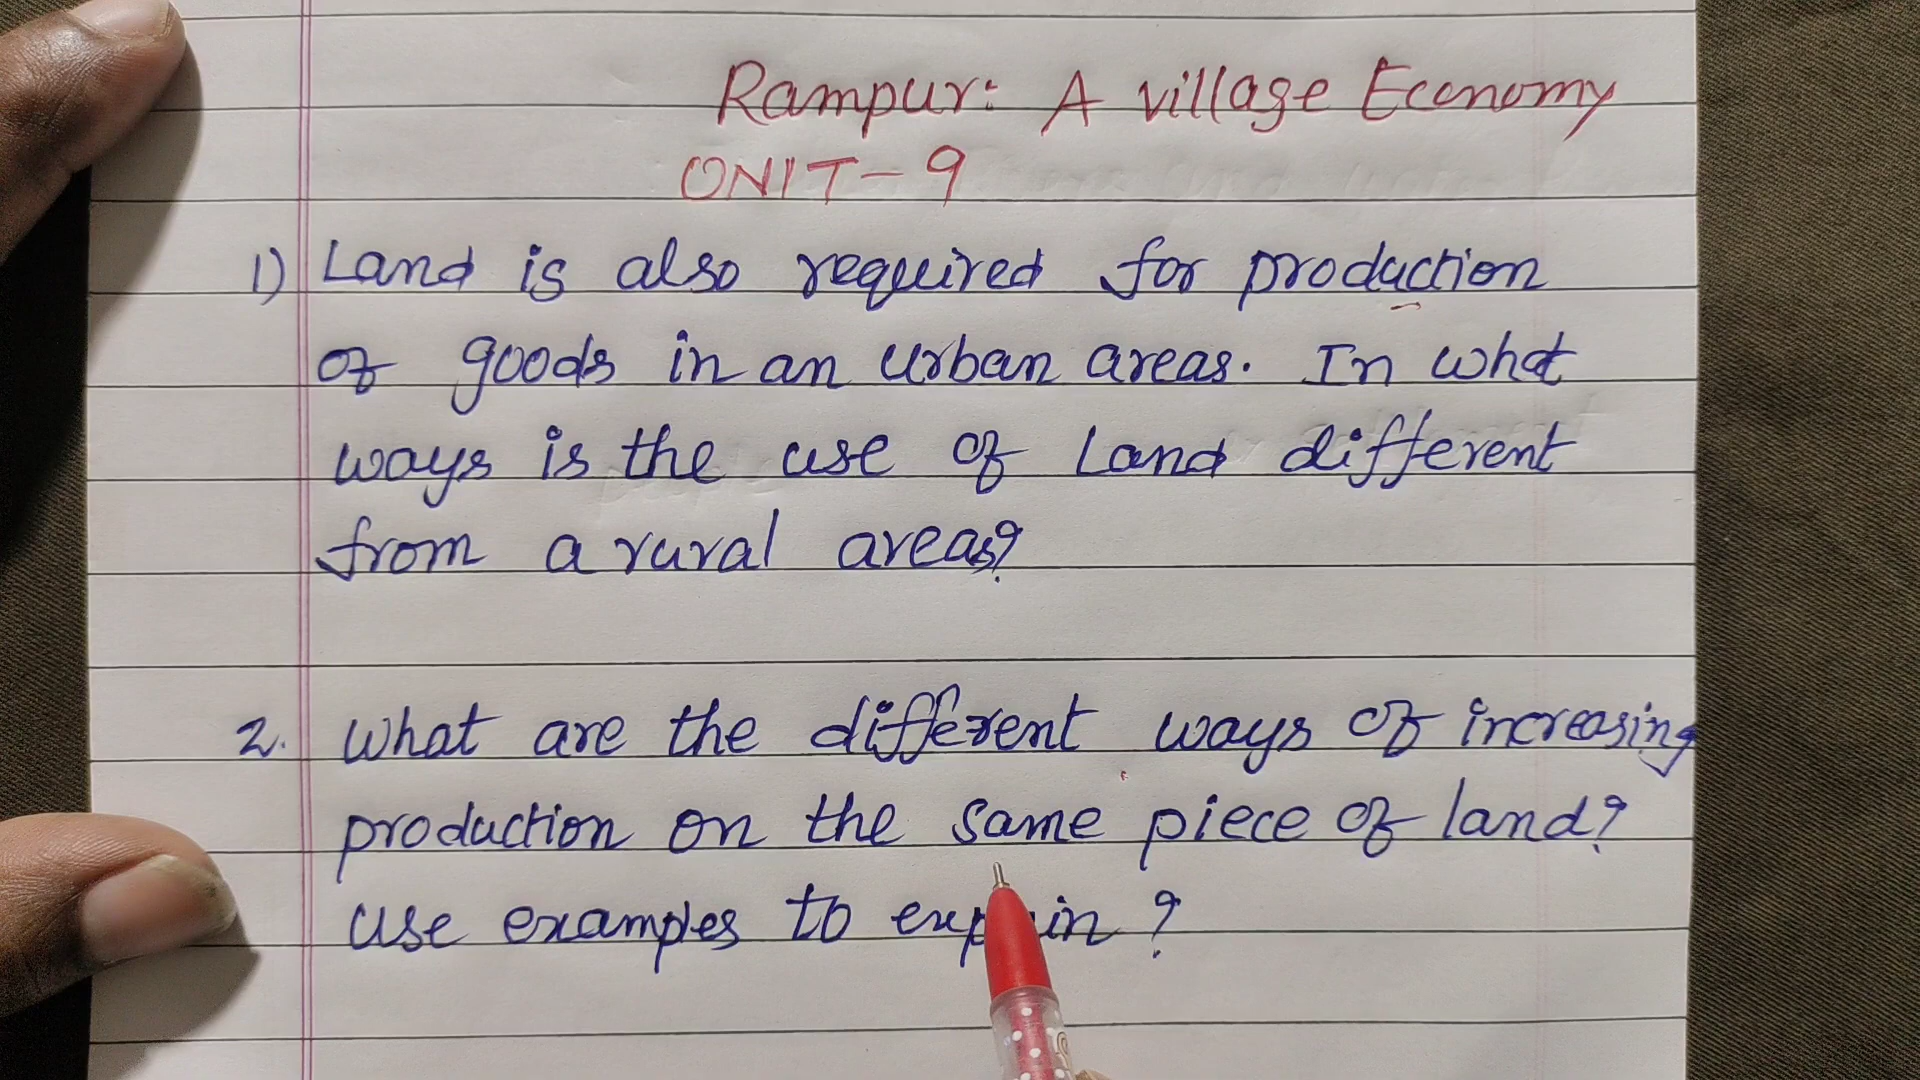 Rampur: A village Economy
UNIT-9
1) Land is also required for production
of goods in an urban areas. In what
ways is the use of Land different
from a rural areas?
2. What are the different ways of increasing
production on the same piece of land?
use examples to explain?